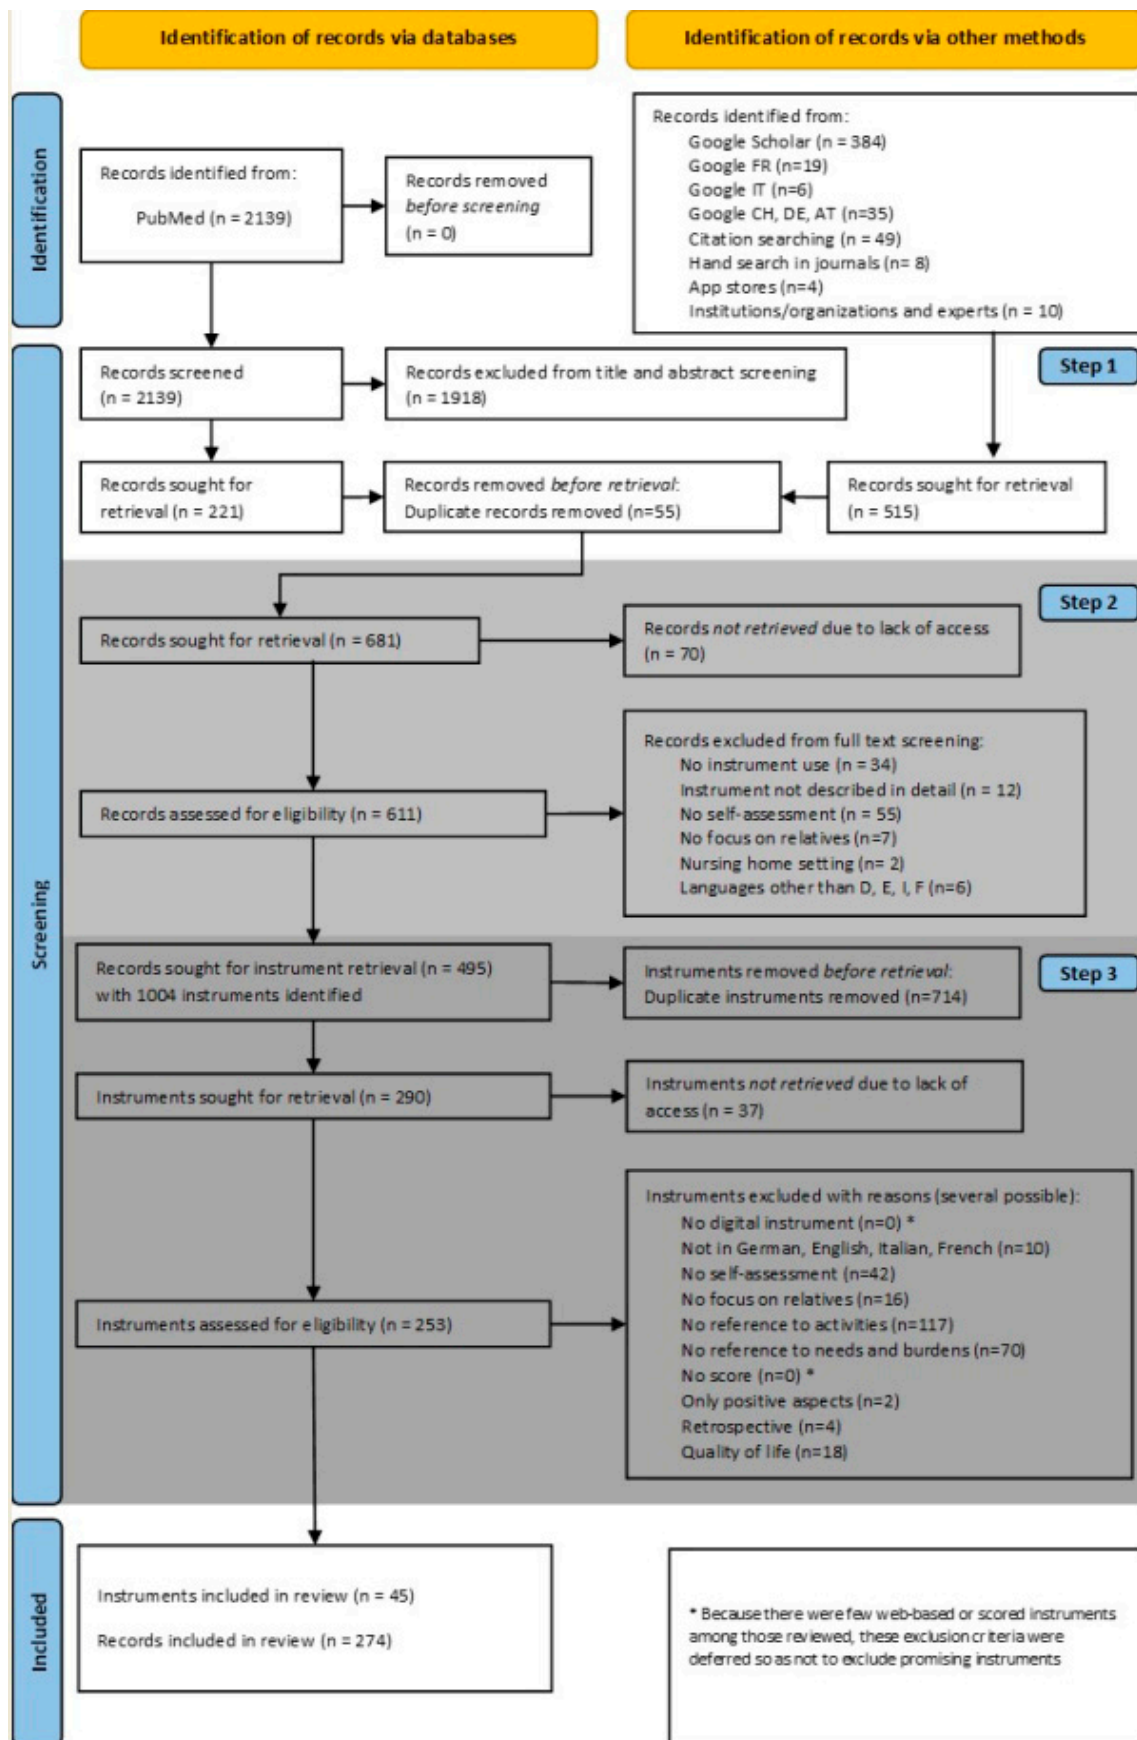 Identification of records via databases
Identification of records via other methods
Identification
Records identified from:
PubMed (n = 2139)
Records removed
before screening
(n = 0)
Records identified from:
Google Scholar (n = 384)
Google FR (n=19)
Google IT (n=6)
Google CH, DE, AT (n=35)
Citation searching (n = 49)
Hand search in journals (n= 8)
App stores (n=4)
Institutions/organizations and experts (n = 10)
Screening
Step 1
Records screened
(n = 2139)
Records excluded from title and abstract screening
(n = 1918)
Records sought for
retrieval (n = 221)
Records removed before retrieval:
Duplicate records removed (n=55)
Records sought for retrieval
(n = 515)
Step 2
Records sought for retrieval (n = 681)
Records not retrieved due to lack of access
(n = 70)
Records assessed for eligibility (n = 611)
Records excluded from full text screening:
No instrument use (n = 34)
Instrument not described in detail (n = 12)
No self-assessment (n = 55)
No focus on relatives (n=7)
Nursing home setting (n= 2)
Languages other than D, E, I, F (n=6)
Step 3
Records sought for instrument retrieval (n = 495)
with 1004 instruments identified
Instruments removed before retrieval:
Duplicate instruments removed (n=714)
Instruments sought for retrieval (n = 290)
Instruments not retrieved due to lack of
access (n = 37)
Instruments assessed for eligibility (n = 253)
Instruments excluded with reasons (several possible):
No digital instrument (n=0) *
Not in German, English, Italian, French (n=10)
No self-assessment (n=42)
No focus on relatives (n=16)
No reference to activities (n=117)
No reference to needs and burdens (n=70)
No score (n=0) *
Only positive aspects (n=2)
Retrospective (n=4)
Quality of life (n=18)
Included
Instruments included in review (n = 45)
Records included in review (n = 274)
* Because there were few web-based or scored instruments
among those reviewed, these exclusion criteria were
deferred so as not to exclude promising instruments